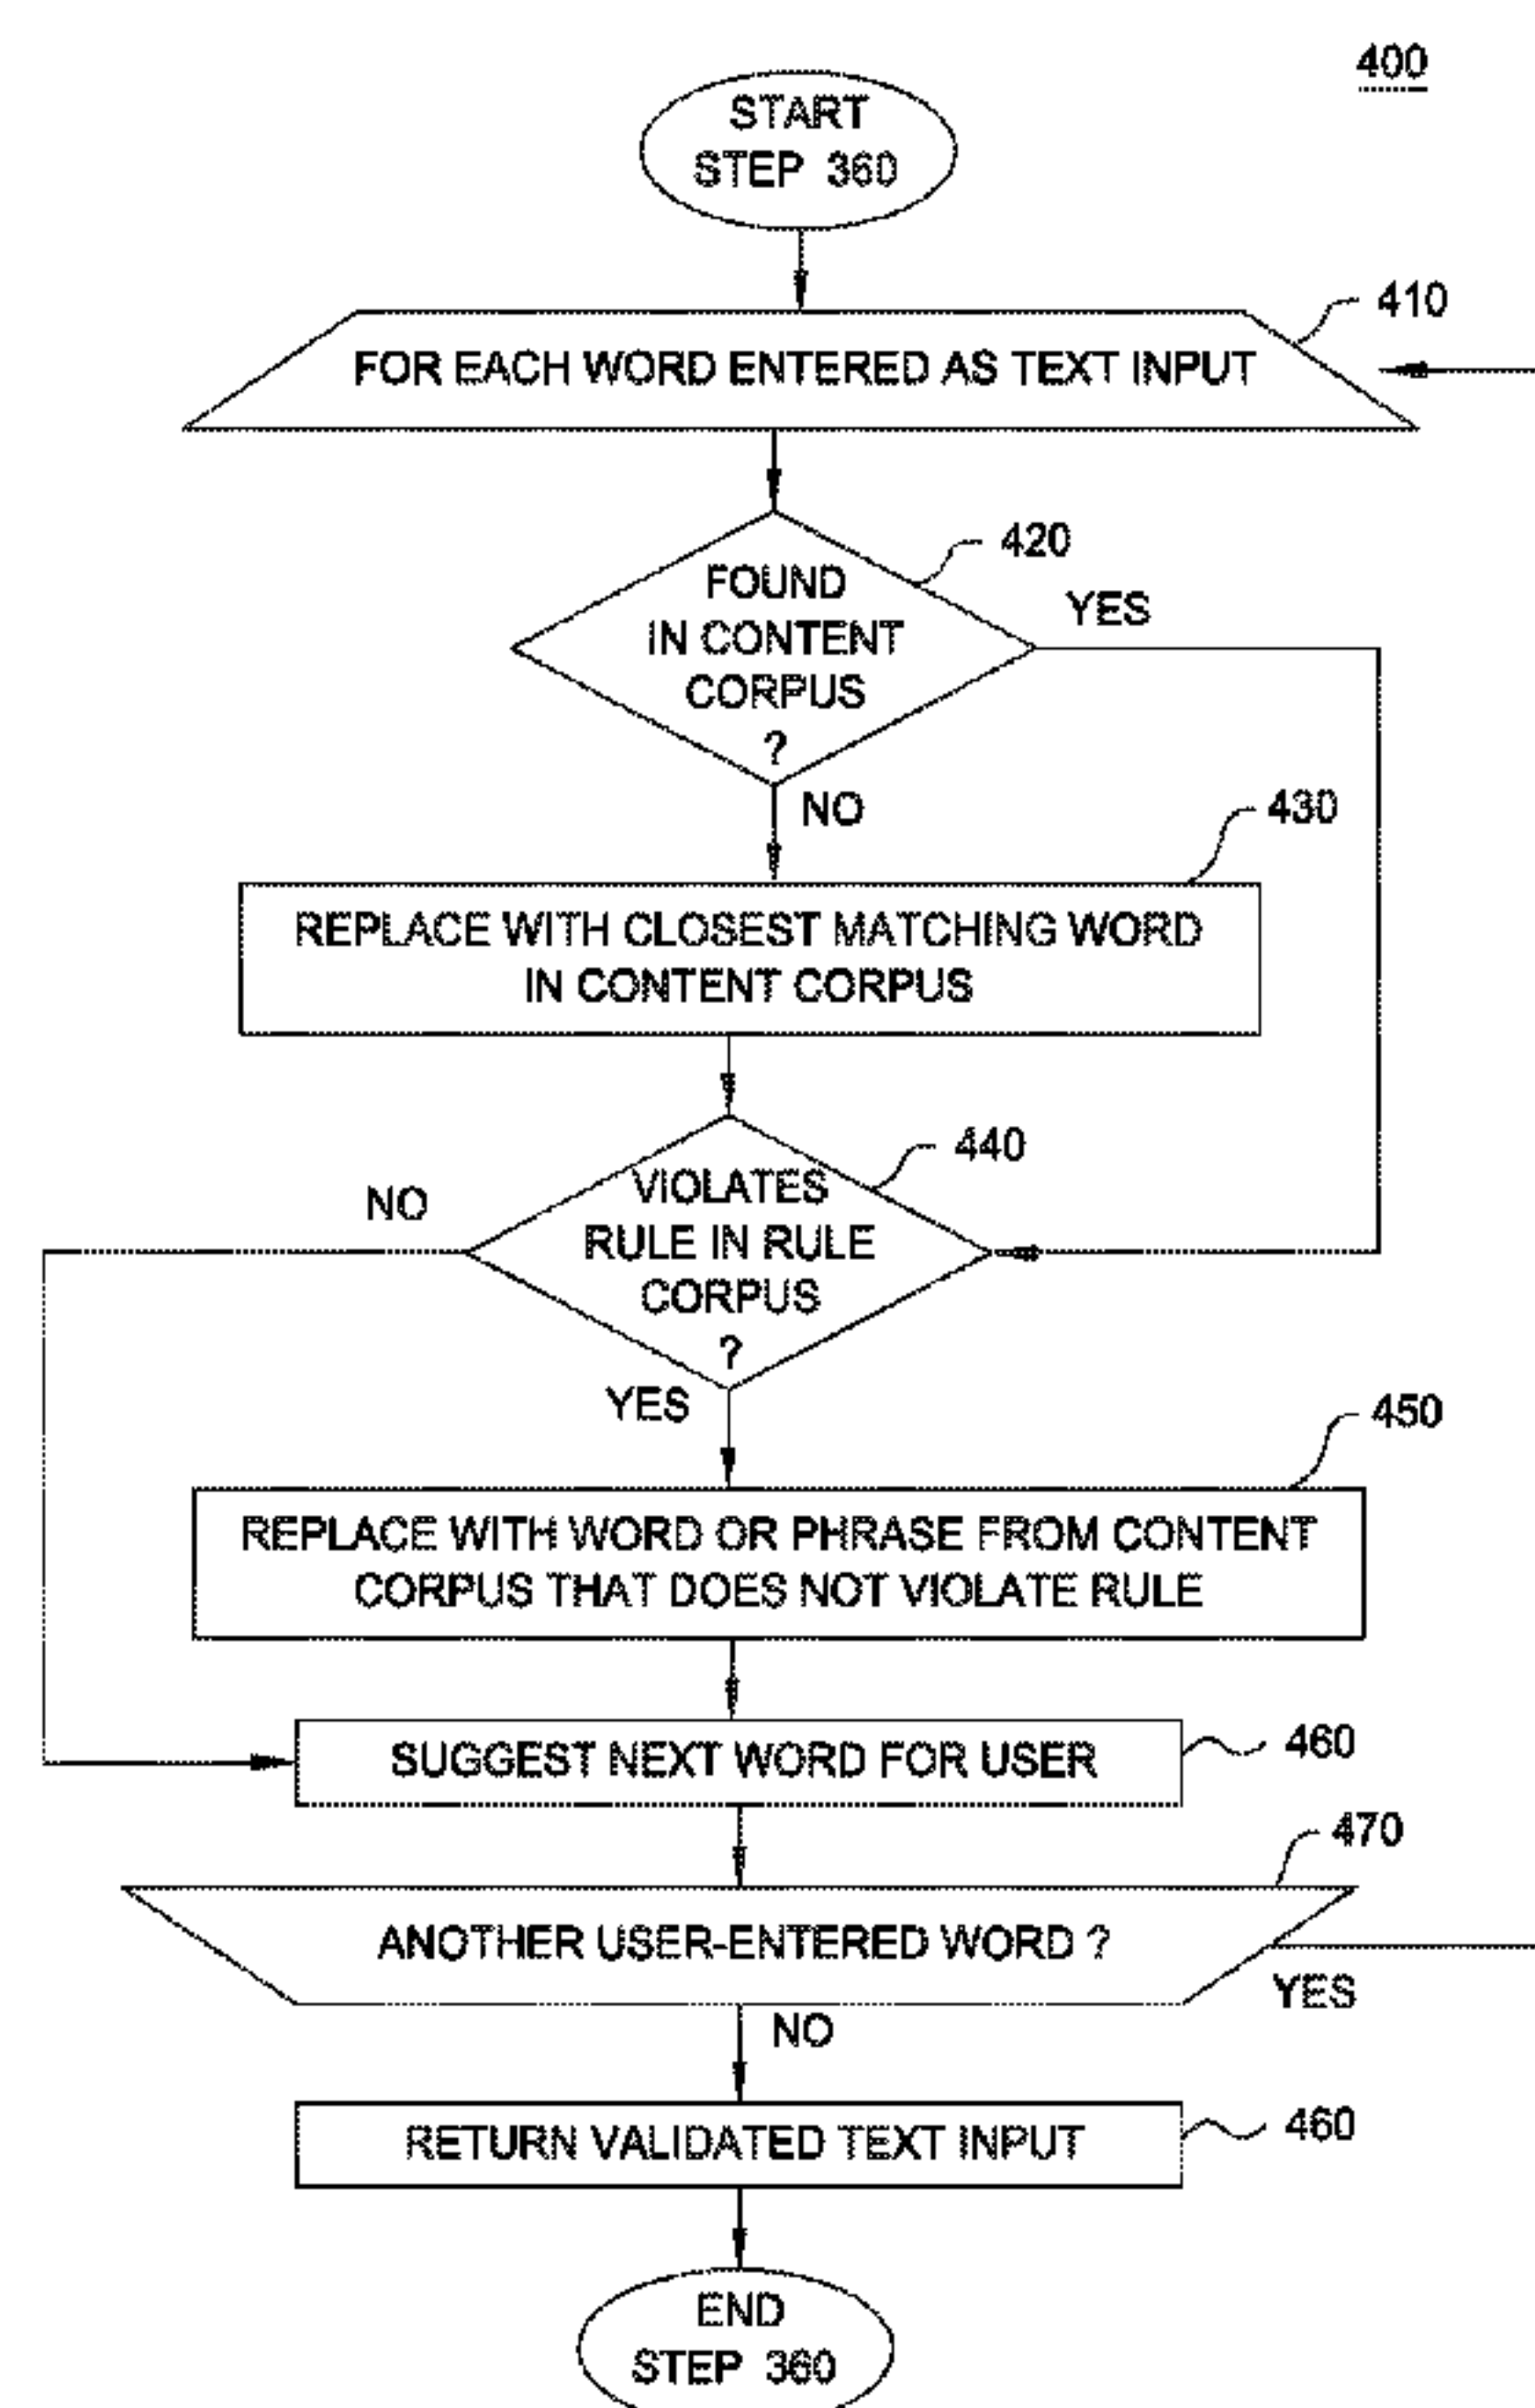 400
START
STEP 360
410
FOR EACH WORD ENTERED AS TEXT INPUT
420
FOUND
IN CONTENT
CORPUS
?
YES
NO
430
REPLACE WITH CLOSEST MATCHING WORD
IN CONTENT CORPUS
440
NO
VIOLATES
RULE IN RULE
CORPUS
?
YES
450
REPLACE WITH WORD OR PHRASE FROM CONTENT
CORPUS THAT DOES NOT VIOLATE RULE
SUGGEST NEXT WORD FOR USER
460
470
ANOTHER USER-ENTERED WORD ?
YES
NO
RETURN VALIDATED TEXT INPUT
460
END
STEP 360